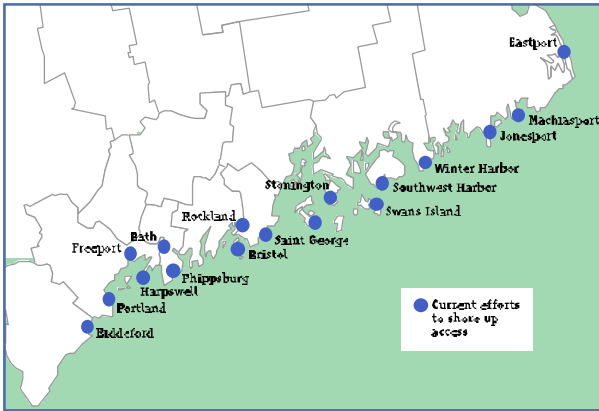 Eastport
Machiasport
Jonesport
Winter Harbor
Stonington
Southwest Harbor
Swans Island
Rockland
Saint George
Bath
Freeport
Bristol
Phippsburg
Harpswell
Portland
Biddeford
Current efforts
to shore up
access